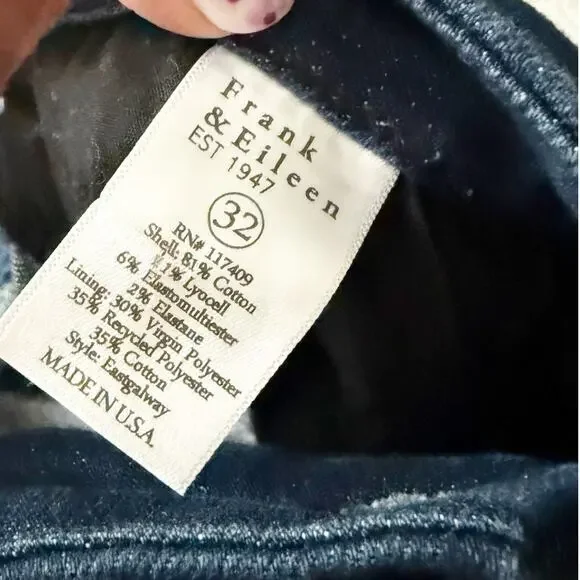 Frank
& Eileen
EST 1947
32
RN# 117409
Shell: 81% Cotton
11% Lyocell
6% Elastomultiester
2% Elastane
Lining: 30% Virgin Polyester
35% Recycled Polyester
35% Cotton
Style: Eastgalway
MADE IN U.S.A.